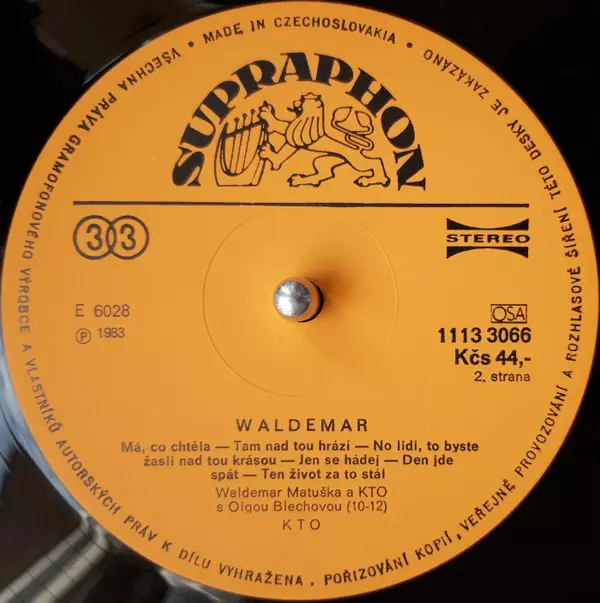 VŠECHNA PRÁVA GRAMOFONOVÉHO VÝROBCE A VLASTNÍKŮ AUTORSKÝCH PRÁV K DÍLU VYHRAŽENA. POŘIZOVÁNÍ KOPIÍ, VEŘEJNÉ PROVOZOVÁNÍ A ROZHLASOVÉ ŠÍŘENÍ TÉTO DESKY JE ZAKÁZÁNO • MADE IN CZECHOSLOVAKIA •
SUPRAPHON
33
STEREO
E 6028
Ⓟ 1983
OSA
1113 3066
Kčs 44,-
2. strana
WALDEMAR
Má, co chtěla — Tam nad tou hrází — No lidi, to byste
žasli nad tou krásou — Jen se hádej — Den jde
spát — Ten život za to stál
Waldemar Matuška a KTO
s Olgou Blechovou (10-12)
KTO